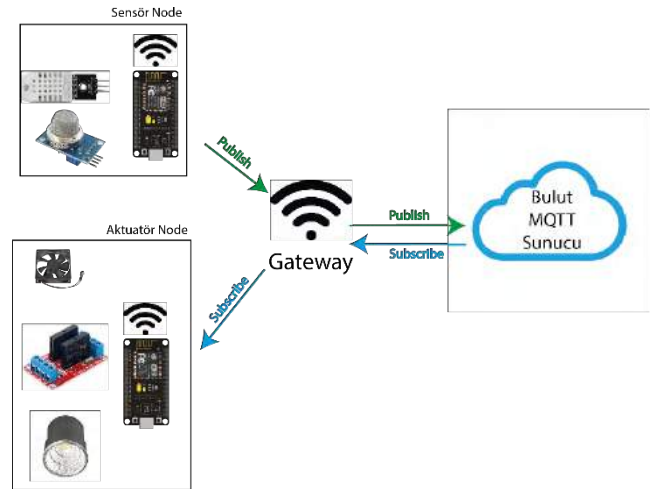 Sensör Node
Publish
Publish
Bulut
MQTT
Sunucu
Subscribe
Gateway
Aktuatör Node
Subscribe